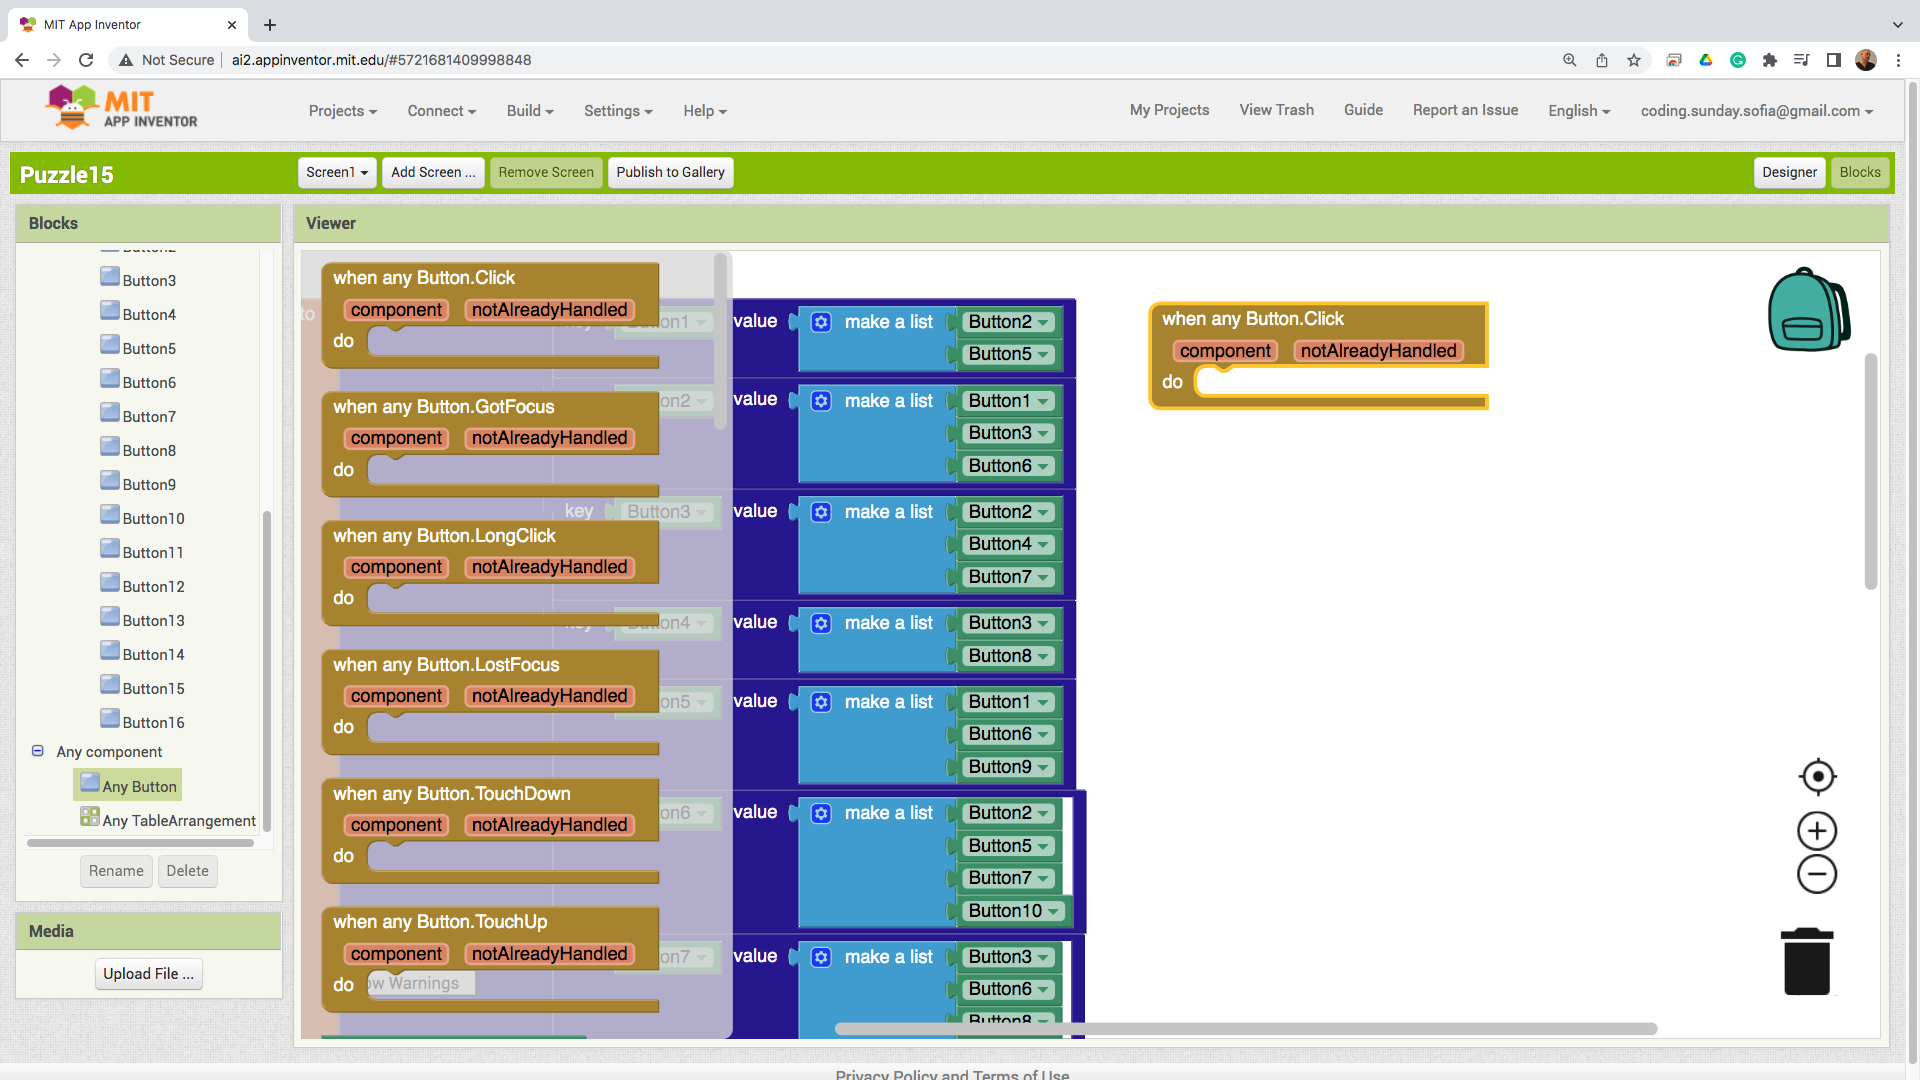 MIT App Inventor
Not Secure
ai2.appinventor.mit.edu/#5721681409998848
MIT
APP INVENTOR
Projects
Connect
Build
Settings
Help
My Projects
View Trash
Guide
Report an Issue
English
coding.sunday.sofia@gmail.com
Puzzle15
Screen1
Add Screen ...
Remove Screen
Publish to Gallery
Designer
Blocks
Blocks
Button2
Button3
Button4
Button5
Button6
Button7
Button8
Button9
Button10
Button11
Button12
Button13
Button14
Button15
Button16
Any component
Any Button
Any TableArrangement
Rename
Delete
Media
Upload File ...
Viewer
to
when any Button.Click
component notAlreadyHandled
do
when any Button.GotFocus
component notAlreadyHandled
do
when any Button.LongClick
component notAlreadyHandled
do
when any Button.LostFocus
component notAlreadyHandled
do
when any Button.TouchDown
component notAlreadyHandled
do
when any Button.TouchUp
component notAlreadyHandled
do
ow Warnings
on1 value make a list Button2
Button5
on2 value make a list Button1
Button3
Button6
key Button3 value make a list Button2
Button4
Button7
key Button4 value make a list Button3
Button8
on5 value make a list Button1
Button6
Button9
on6 value make a list Button2
Button5
Button7
Button10
on7 value make a list Button3
Button6
Button8
when any Button.Click
component notAlreadyHandled
do
Privacy Policy and Terms of Use